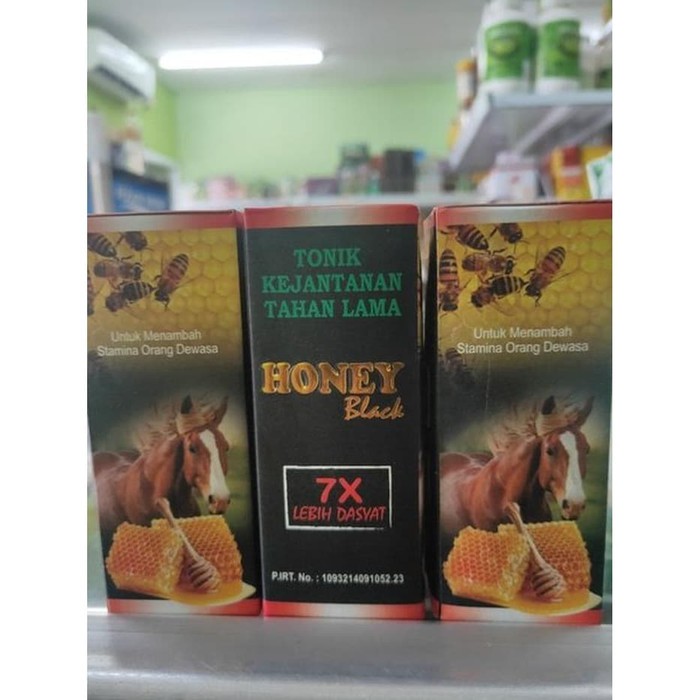 Untuk Menambah
Stamina Orang Dewasa
TONIK
KEJANTANAN
TAHAN LAMA
HONEY
Black
7X
LEBIH DASYAT
P.IRT. No. : 1093214091052.23
Untuk Menambah
Stamina Orang Dewasa